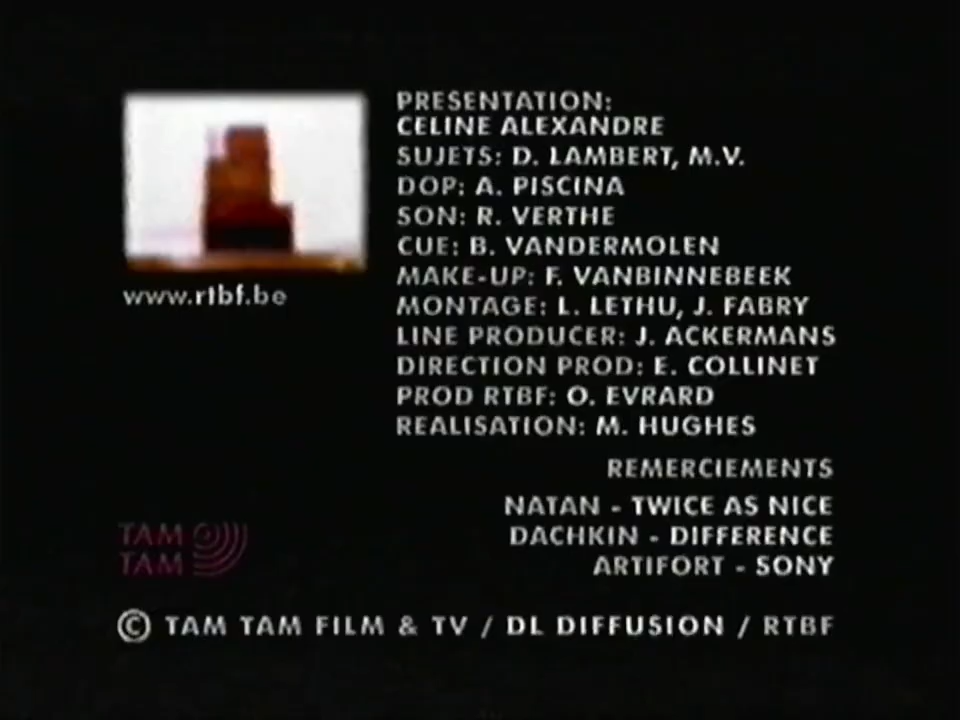 PRESENTATION:
CELINE ALEXANDRE
SUJETS: D. LAMBERT, M.V.
DOP: A. PISCINA
SON: R. VERTHE
CUE: B. VANDERMOLEN
MAKE-UP: F. VANBINNEBEEK
MONTAGE: L. LETHU, J. FABRY
LINE PRODUCER: J. ACKERMANS
DIRECTION PROD: E. COLLINET
PROD RTBF: O. EVRARD
REALISATION: M. HUGHES
www.rtbf.be
REMERCIEMENTS
NATAN - TWICE AS NICE
DACHKIN - DIFFERENCE
ARTIFORT - SONY
TAM
TAM
© TAM TAM FILM & TV / DL DIFFUSION / RTBF